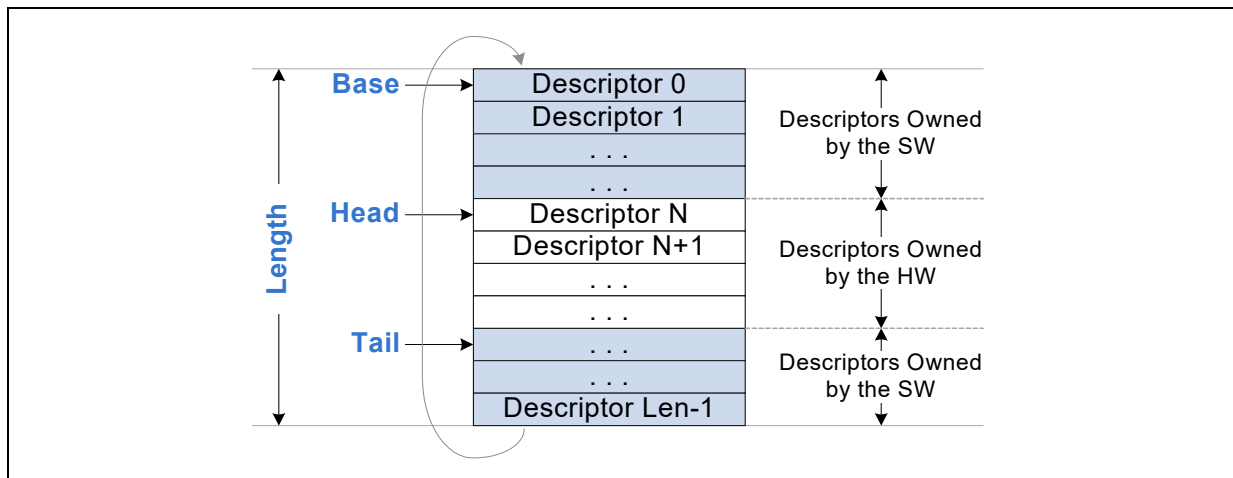 Base
Descriptor 0
Descriptor 1
. . .
. . .
Descriptors Owned
by the SW
Length
Head
Descriptor N
Descriptor N+1
. . .
. . .
Descriptors Owned
by the HW
Tail
. . .
. . .
Descriptor Len-1
Descriptors Owned
by the SW